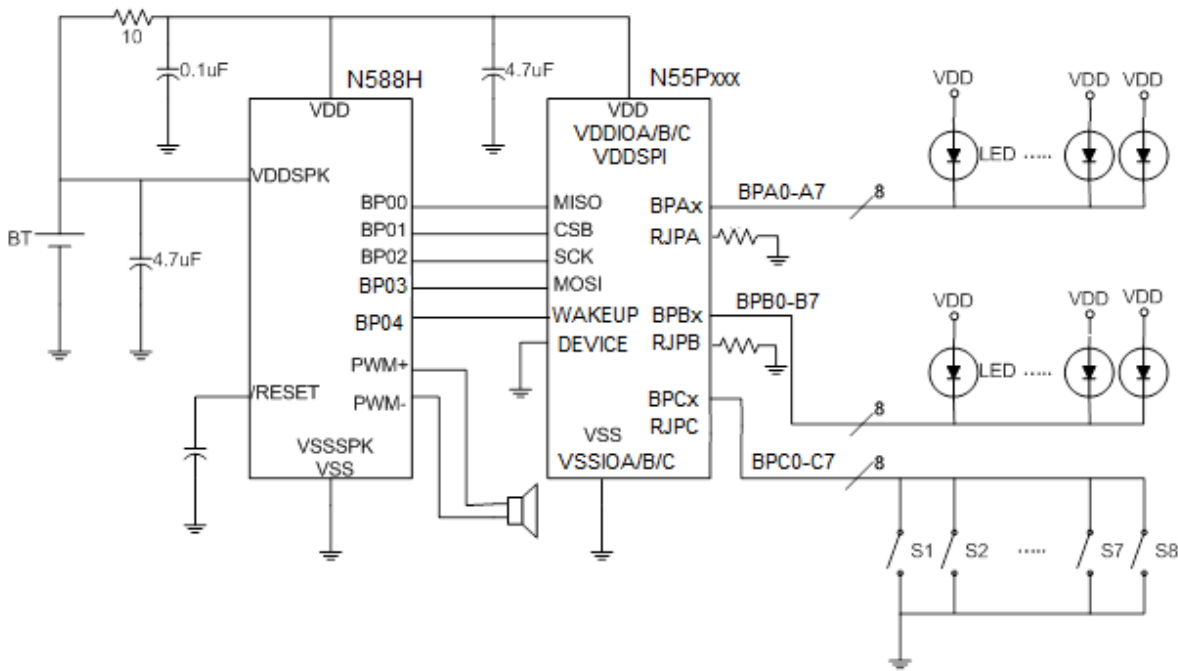 10
0.1uF
4.7uF
N588H
N55Pxxx
VDD
VDDSPK
BP00
BP01
BP02
BP03
BP04
PWM+
PWM-
/RESET
VSSSPK
VSS
BT
4.7uF
VDD
VDDIOA/B/C
VDDSPI
MISO
CSB
SCK
MOSI
WAKEUP
DEVICE
BPAx
RJPA
BPBx
RJPB
BPCx
RJPC
VSS
VSSIOA/B/C
BPA0-A7
8
VDD
VDD
VDD
LED .....
BPB0-B7
8
VDD
VDD
VDD
LED .....
BPC0-C7
8
S1
S2
.....
S7
S8